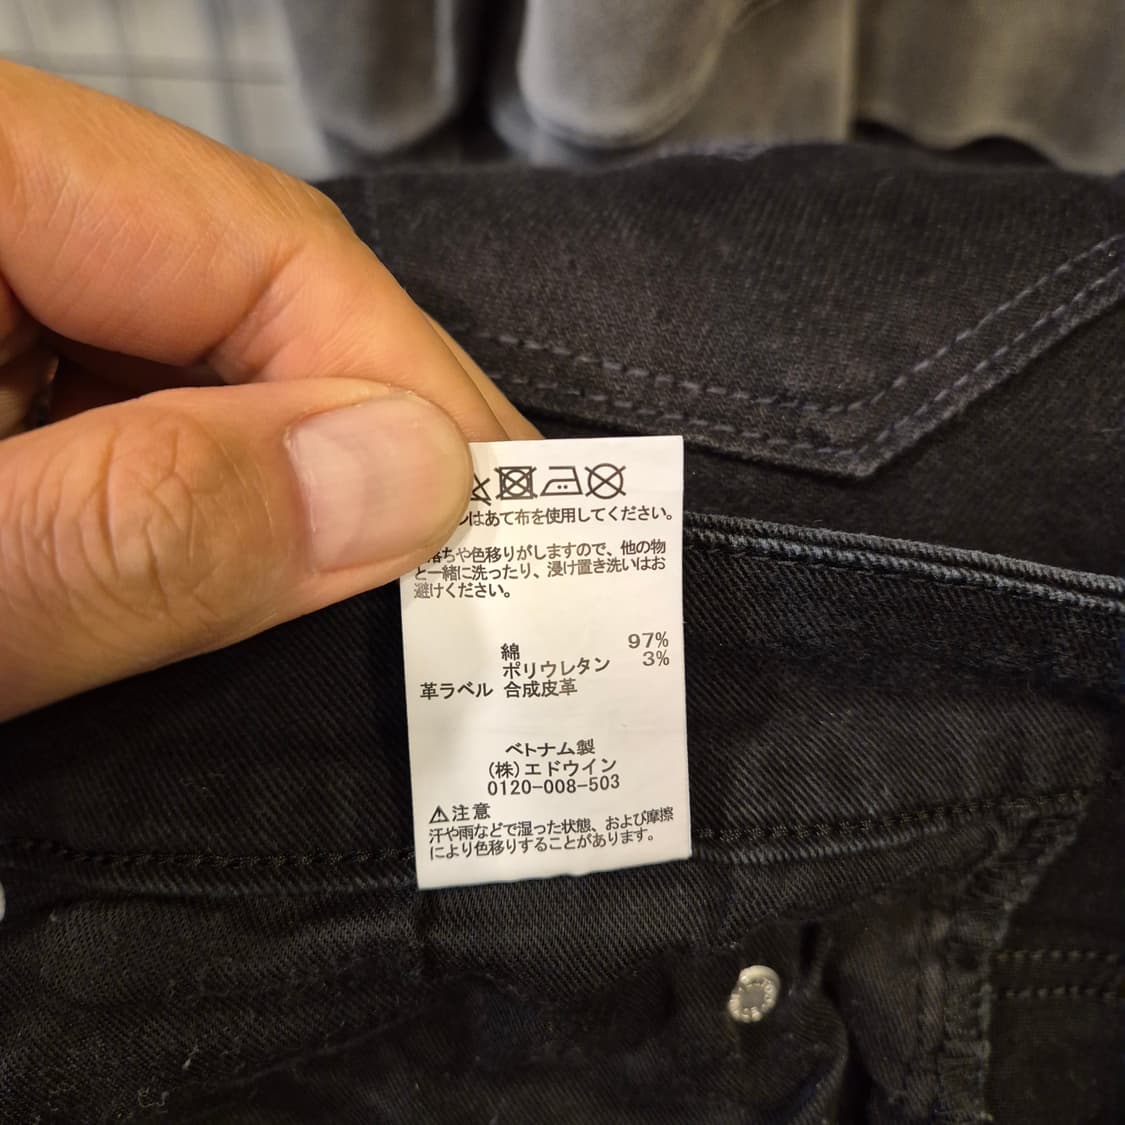 ンはあて布を使用してください。
落ちや色移りがしますので、他の物
と一緒に洗ったり、浸け置き洗いはお
避けください。
綿 97%
ポリウレタン 3%
革ラベル 合成皮革
ベトナム製
(株)エドウイン
0120-008-503
⚠注意
汗や雨などで湿った状態、および摩擦
により色移りすることがあります。